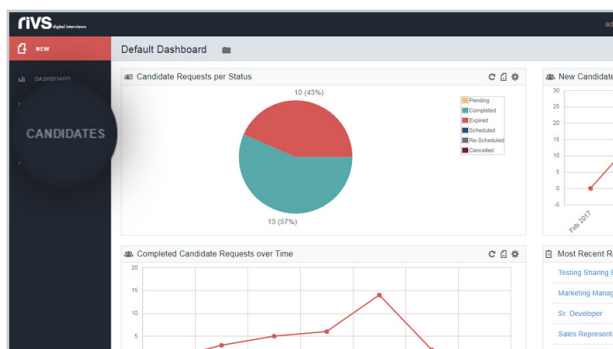 rivs digital interviews
NEW
Default Dashboard
DASHBOARD
CANDIDATES
Candidate Requests per Status
10 (43%)
13 (57%)
Pending
Completed
Expired
Scheduled
Re-Scheduled
Cancelled
New Candidate
30
25
20
15
10
5
0
-5
Feb 2017
Completed Candidate Requests over Time
20
15
10
5
Most Recent R
Testing Sharing
Marketing Manag
Sr. Developer
Sales Represent